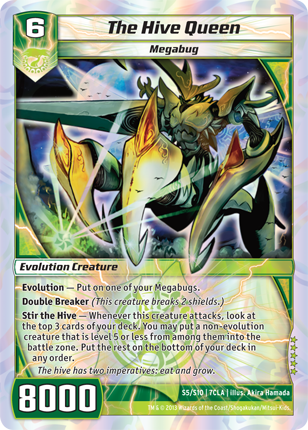 6
The Hive Queen
Megabug
Evolution Creature
Evolution — Put on one of your Megabugs.
Double Breaker (This creature breaks 2 shields.)
Stir the Hive — Whenever this creature attacks, look at
the top 3 cards of your deck. You may put a non-evolution
creature that is level 5 or less from among them into the
battle zone. Put the rest on the bottom of your deck in
any order.
The hive has two imperatives: eat and grow.
8000
S5/S10 | 7CLA | illus: Akira Hamada
TM & © 2013 Wizards of the Coast/Shogakukan/Mitsui-Kids.